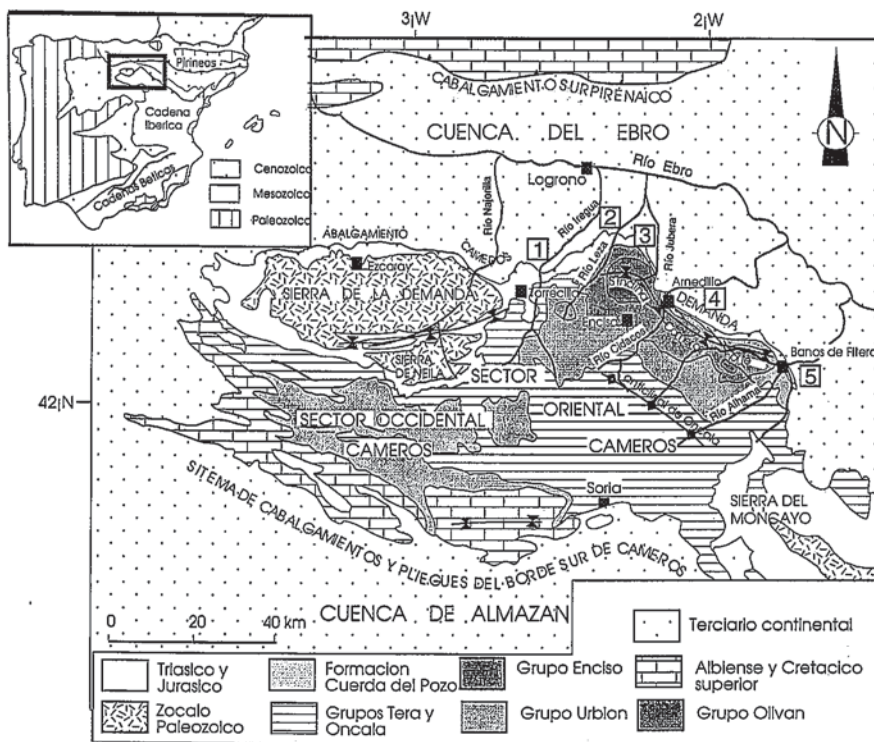 3¡W
2¡W
Pirineos
Cadena
Iberica
Cadenas Beticas
Cenozoico
Mesozoico
Paleozoico
CABALGAMIENTO SURPIRENAICO
N
CUENCA DEL EBRO
Río Ebro
Logrono
Río Najerilla
Río Iregua
2
Río Leza
3
Río Jubera
1
ABALGAMIENTO
CAMEROS
Ezcaray
SIERRA DE LA DEMANDA
Torrecilla
Arnedillo
4
DEMANDA
Enciso
Río Cidacos
Banos de Fitero
5
SIERRA
DE NEILA
SECTOR
42¡N
ORIENTAL
Río Alhama
SECTOR OCCIDENTAL
CAMEROS
CAMEROS
Soria
SIERRA DEL
MONCAYO
SITEMA DE CABALGAMIENTOS Y PLIEGUES DEL BORDE SUR DE CAMEROS
CUENCA DE ALMAZAN
0 20 40 km
Terciario continental
Triasico y
Jurasico
Formacion
Cuerda del Pozo
Grupo Enciso
Albiense y Cretacico
superior
Zocalo
Paleozoico
Grupos Tera y
Oncala
Grupo Urbion
Grupo Olivan